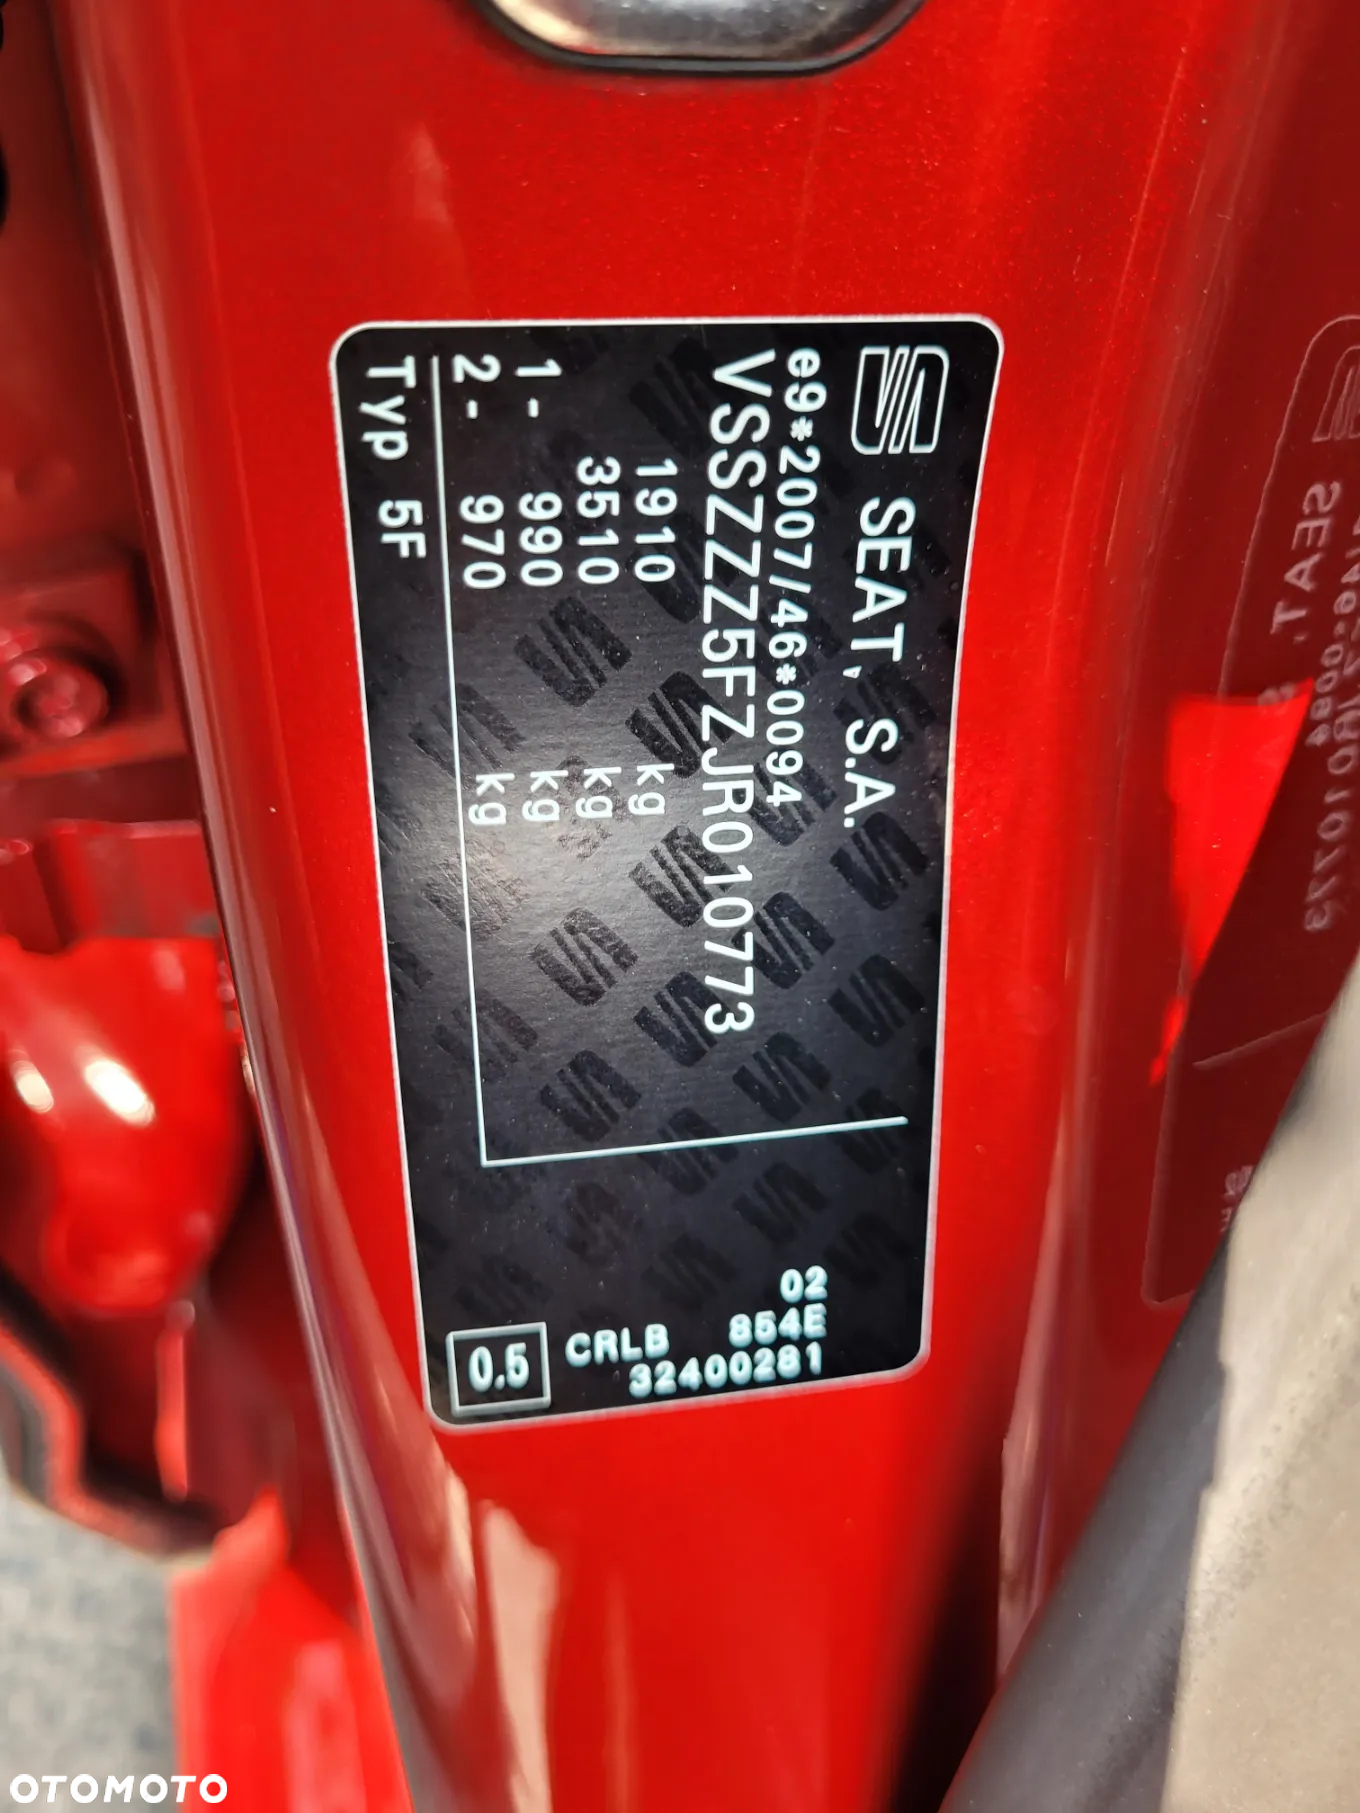 SEAT, S.A.
e9*2007/46*0094
VSSZZZ5FZJR010773
1910 kg
3510 kg
1- 990 kg
2- 970 kg
Typ 5F
02
854E
CRLB
32400281
0.5
SEAT,
OTOMOTO